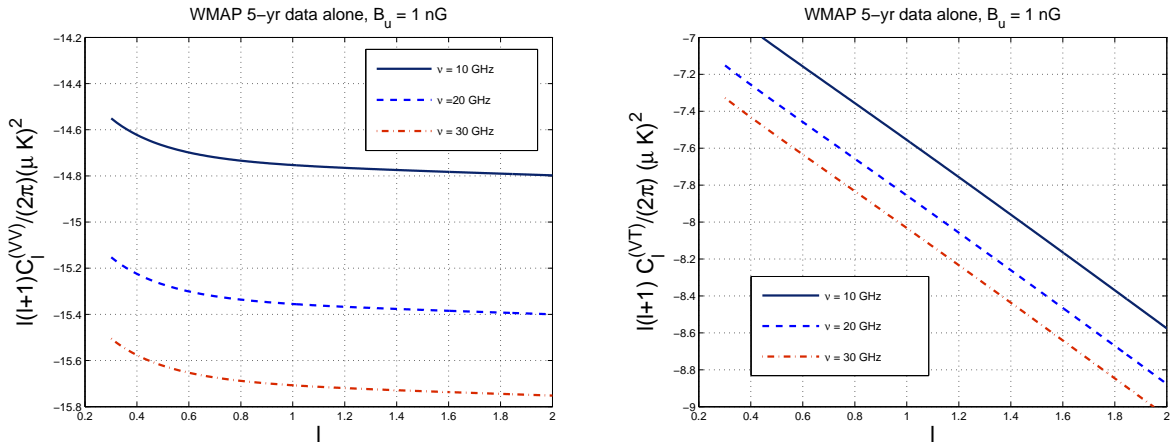 WMAP 5-yr data alone, B_u = 1 nG
l(l+1)C_l^(VV)/(2π)(μ K)^2
−14.2
−14.4
−14.6
−14.8
−15
−15.2
−15.4
−15.6
−15.8
ν = 10 GHz
ν =20 GHz
ν = 30 GHz
0.2 0.4 0.6 0.8 1 1.2 1.4 1.6 1.8 2
l
WMAP 5-yr data alone, B_u = 1 nG
l(l+1) C_l^(VT)/(2π) (μ K)^2
−7
−7.2
−7.4
−7.6
−7.8
−8
−8.2
−8.4
−8.6
−8.8
−9
ν = 10 GHz
ν = 20 GHz
ν = 30 GHz
0.2 0.4 0.6 0.8 1 1.2 1.4 1.6 1.8 2
l